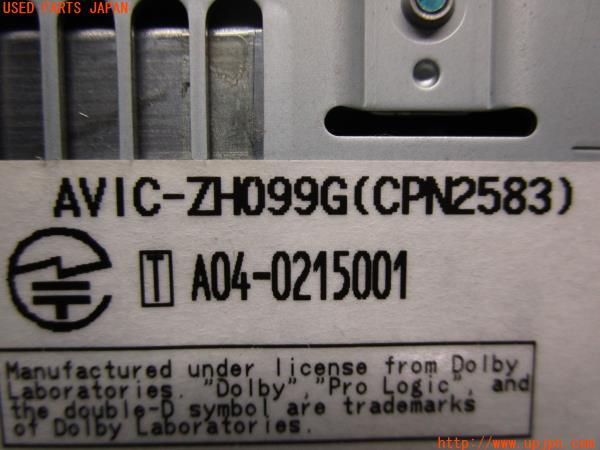 USED PARTS JAPAN
AVIC-ZH099G(CPN2583)
T A04-0215001
Manufactured under license from Dolby
Laboratories. "Dolby","Pro Logic", and
the double-D symbol are trademarks
of Dolby Laboratories.
http://www.upjpn.com